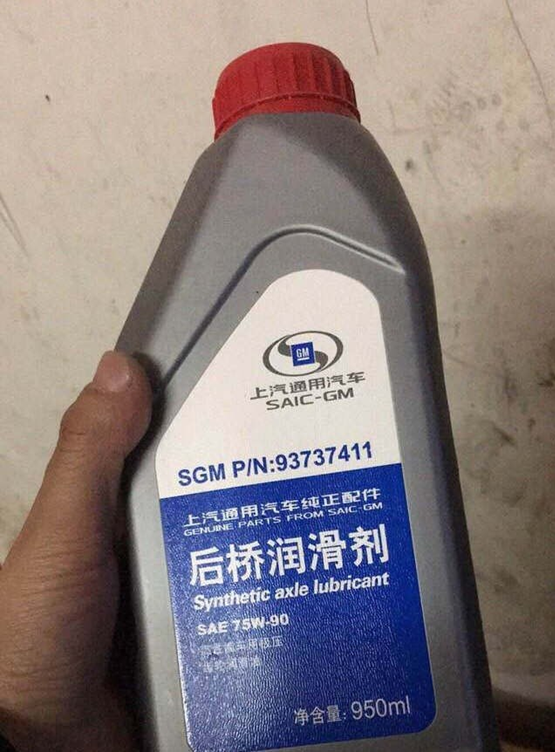 GM
上汽通用汽车
SAIC-GM
SGM P/N:93737411
上汽通用汽车纯正配件
GENUINE PARTS FROM SAIC-GM
后桥润滑剂
Synthetic axle lubricant
SAE 75W-90
净含量: 950ml